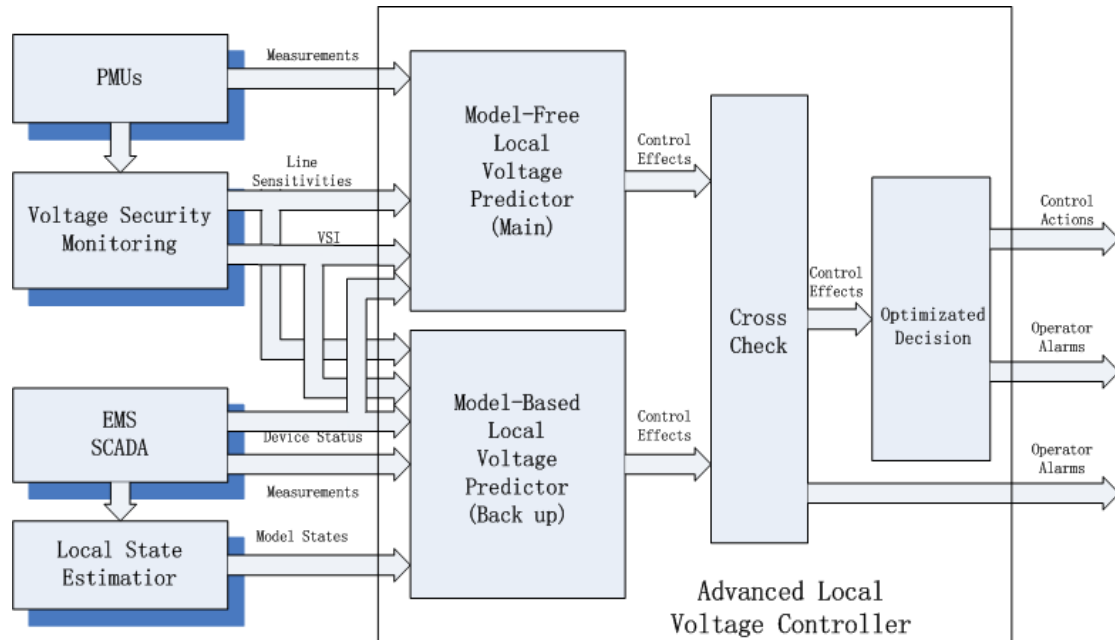 PMUs
Measurements
Voltage Security
Monitoring
Line
Sensitivities
VSI
EMS
SCADA
Device Status
Measurements
Local State
Estimatior
Model States
Model-Free
Local
Voltage
Predictor
(Main)
Control
Effects
Model-Based
Local
Voltage
Predictor
(Back up)
Control
Effects
Cross
Check
Control
Effects
Optimizated
Decision
Control
Actions
Operator
Alarms
Operator
Alarms
Advanced Local
Voltage Controller